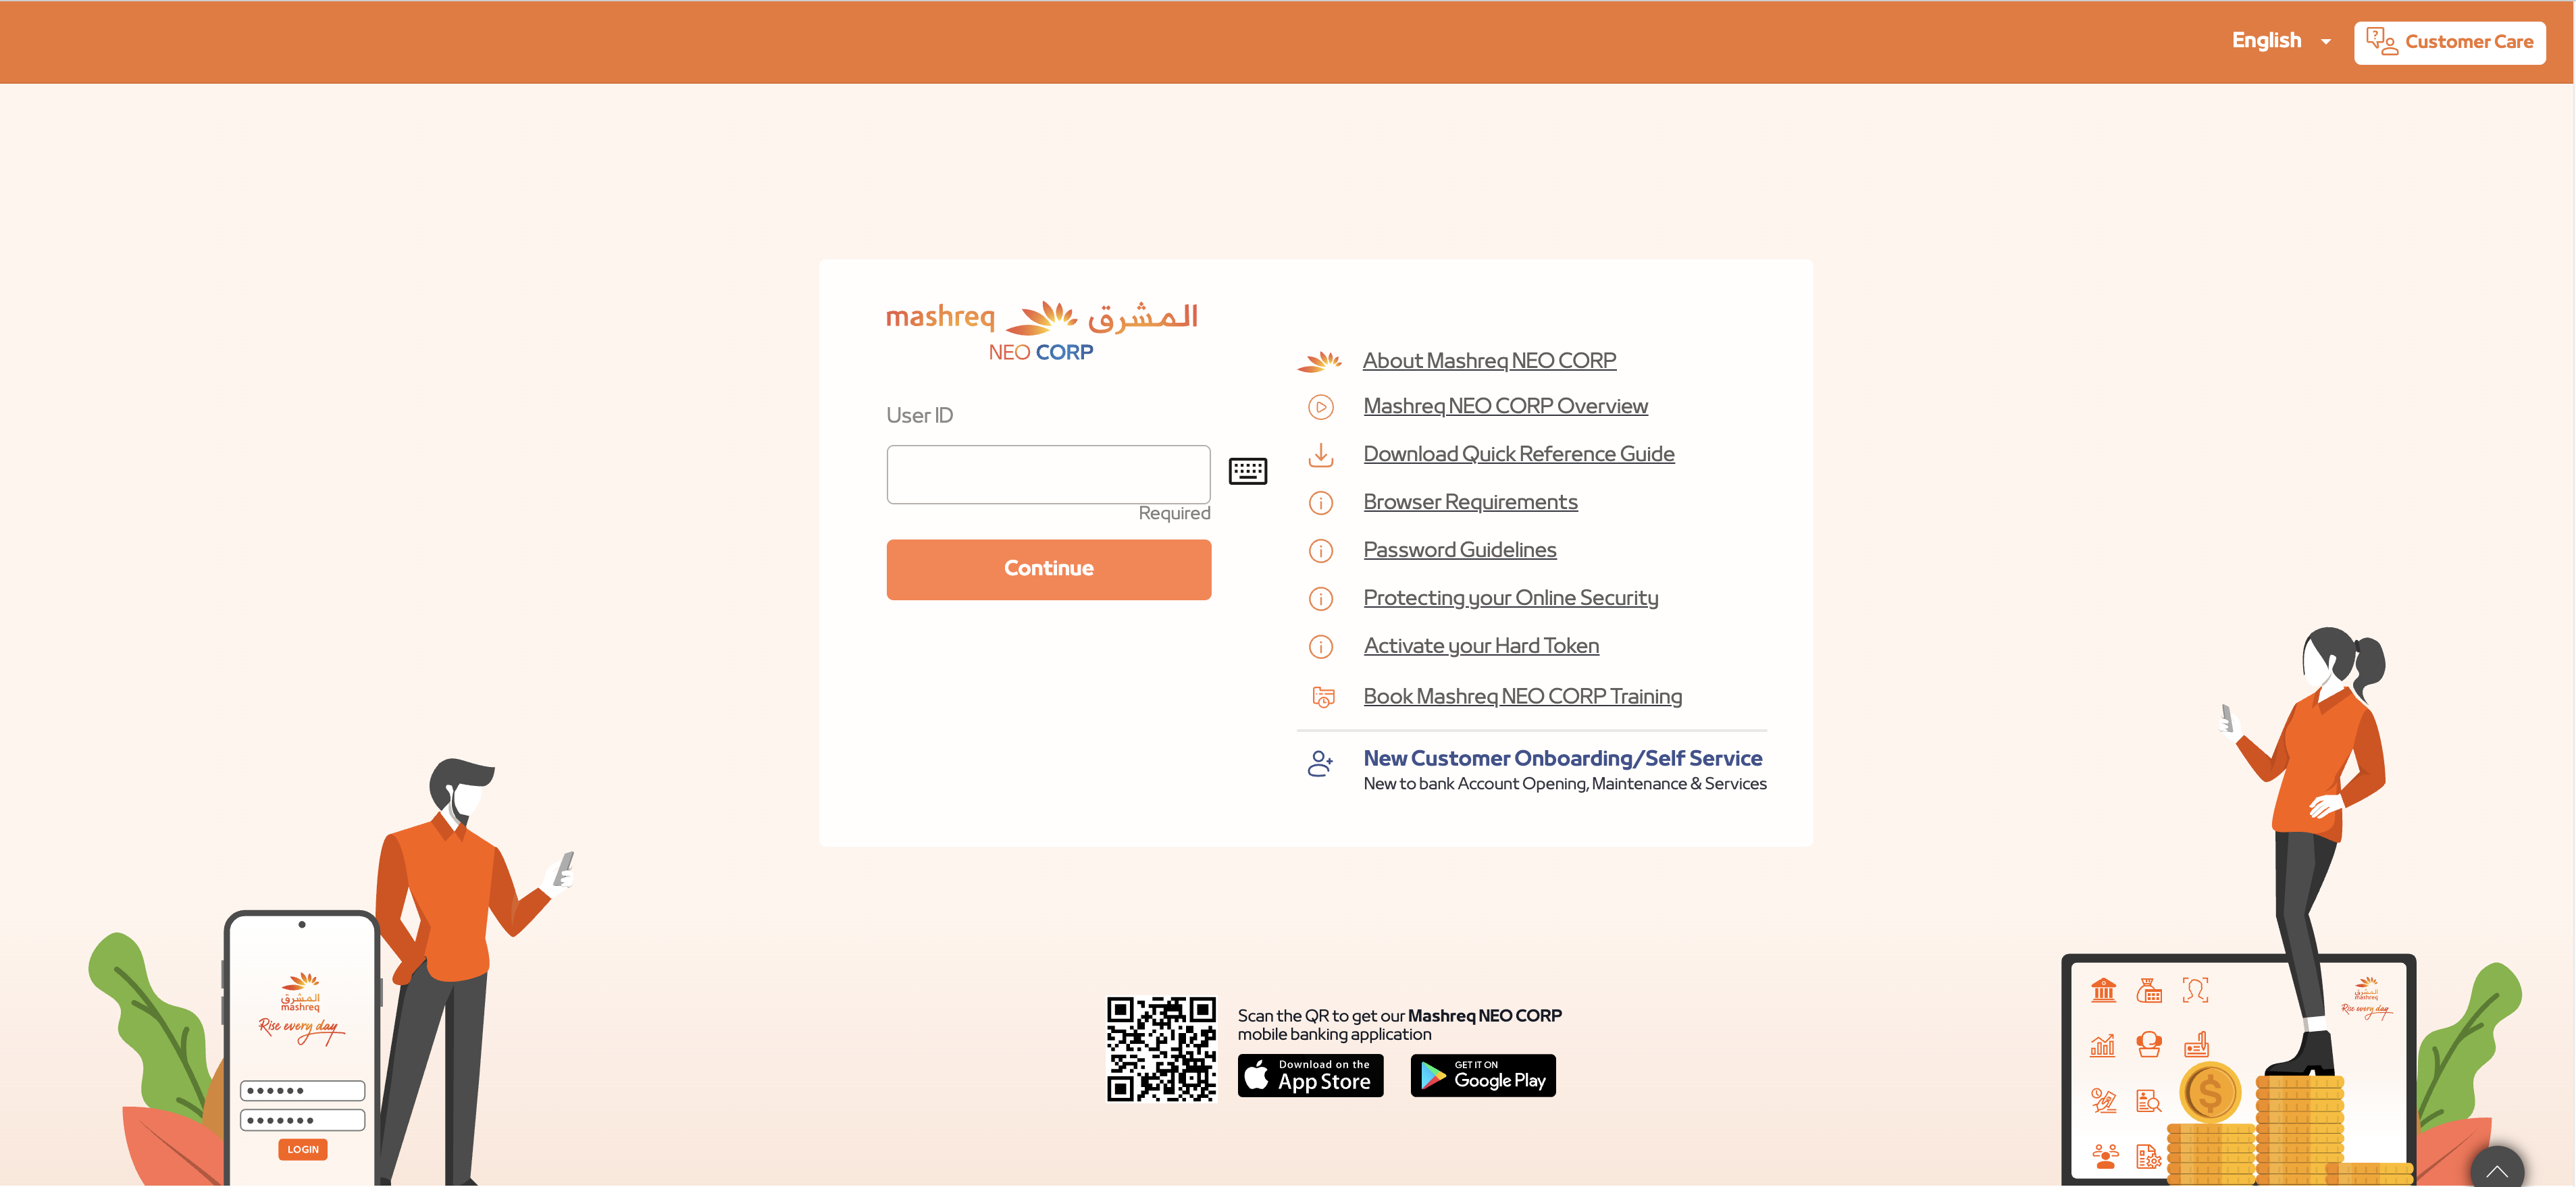 English
Customer Care
mashreq المشرق
NEO CORP
User ID
Required
Continue
About Mashreq NEO CORP
Mashreq NEO CORP Overview
Download Quick Reference Guide
Browser Requirements
Password Guidelines
Protecting your Online Security
Activate your Hard Token
Book Mashreq NEO CORP Training
New Customer Onboarding/Self Service
New to bank Account Opening, Maintenance & Services
المشرق
mashreq
Rise every day
LOGIN
Scan the QR to get our Mashreq NEO CORP
mobile banking application
Download on the
App Store
GET IT ON
Google Play
المشرق
mashreq
Rise every day